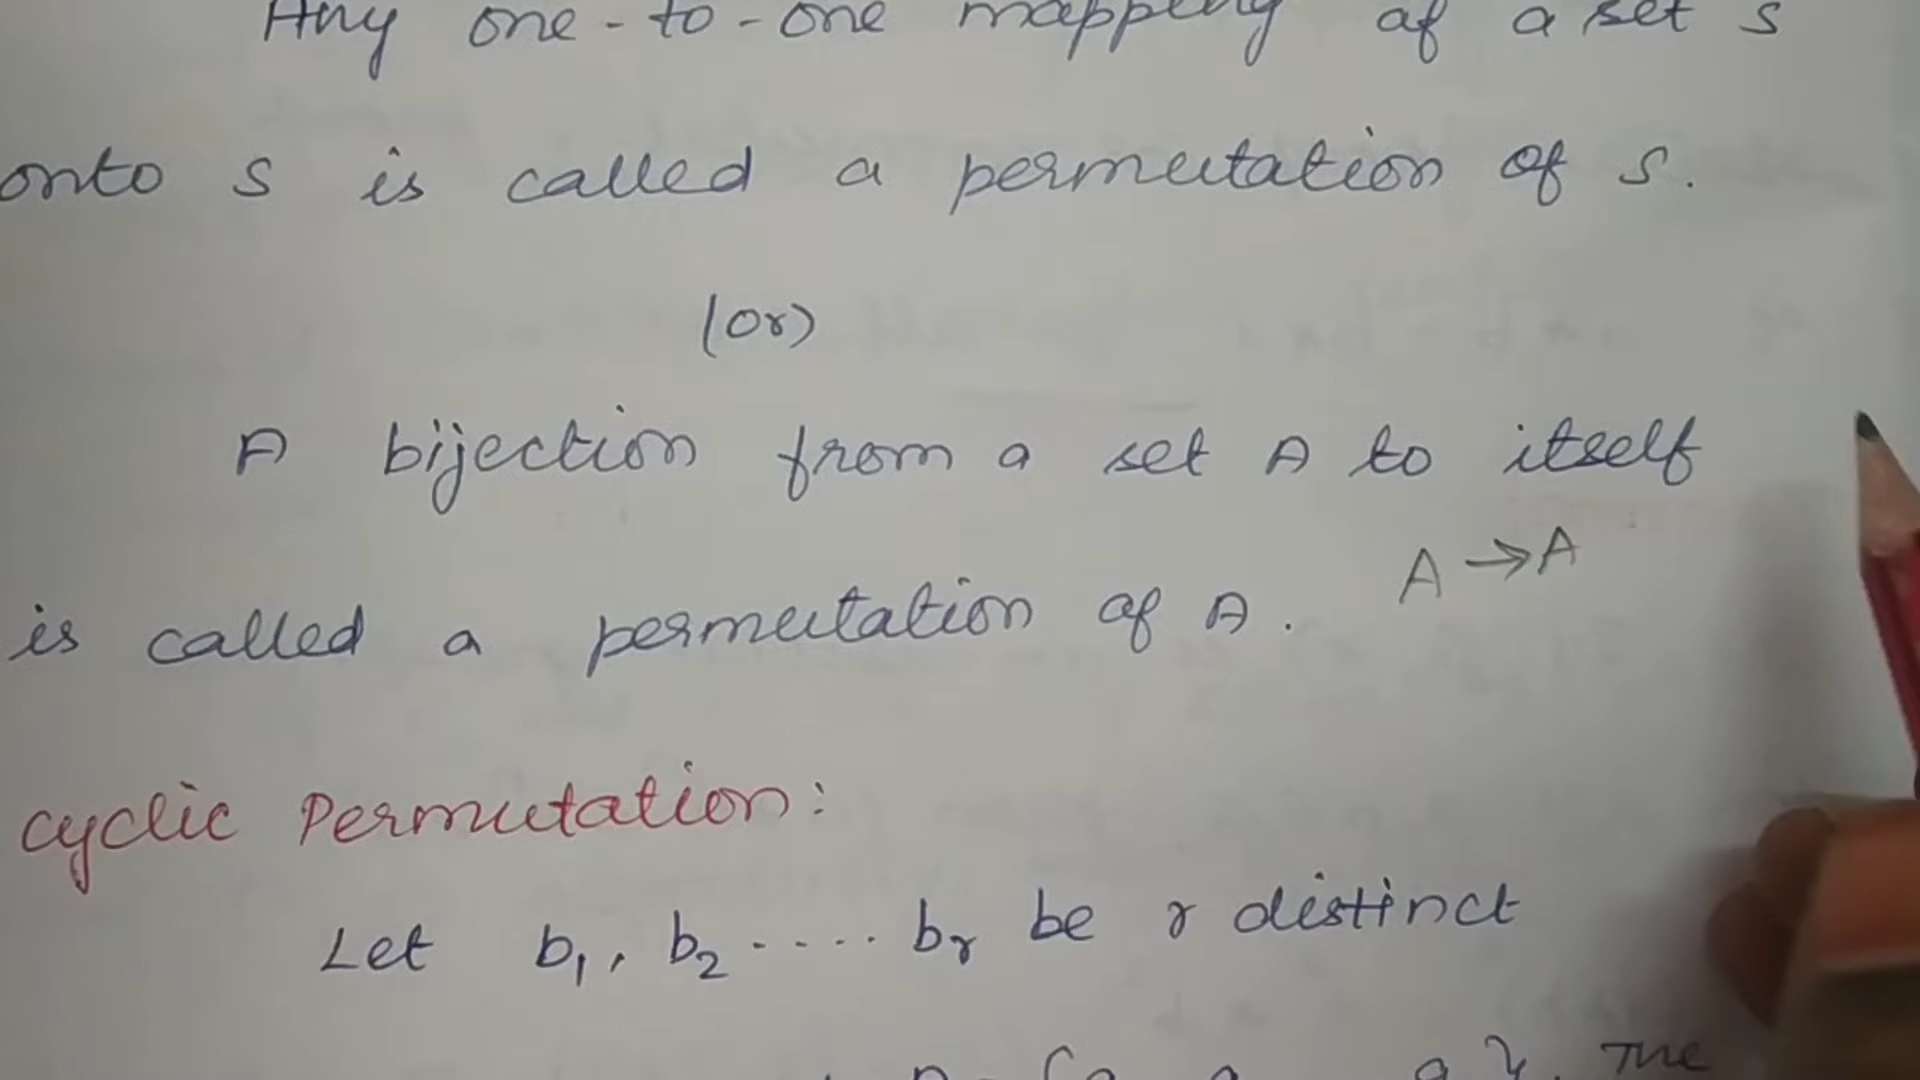 Any one-to-one mapping of a set S
onto S is called a permutation of S.
(or)
A bijection from a set A to itself
A → A
is called a permutation of A.
cyclic Permutation:
Let b₁, b₂ ..... bᵣ be r distinct
The